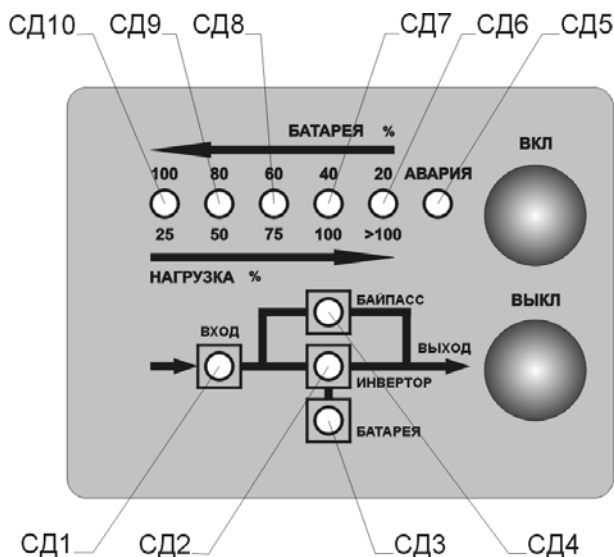 СД10 СД9 СД8 СД7 СД6 СД5
БАТАРЕЯ %
ВКЛ
100 80 60 40 20 АВАРИЯ
25 50 75 100 >100
НАГРУЗКА %
ВЫКЛ
БАЙПАСС
ВХОД
ВЫХОД
ИНВЕРТОР
БАТАРЕЯ
СД1 СД2 СД3 СД4